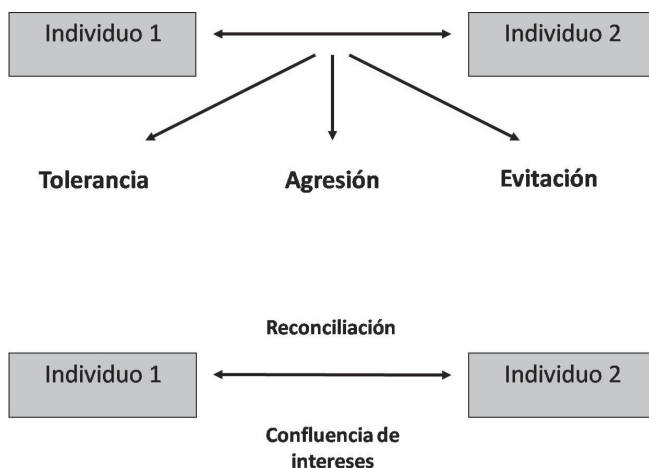 Individuo 1
Individuo 2
Tolerancia
Agresión
Evitación
Reconciliación
Individuo 1
Individuo 2
Confluencia de
intereses